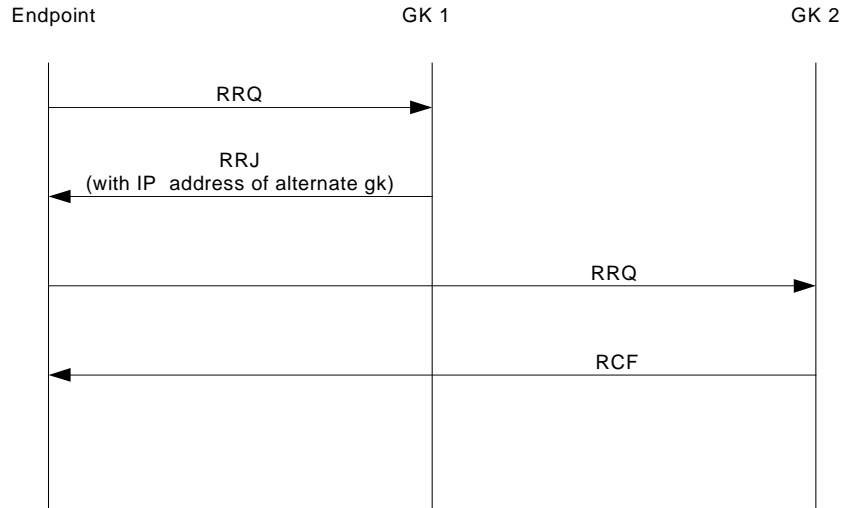 Endpoint
GK 1
GK 2
RRQ
RRJ
(with IP address of alternate gk)
RRQ
RCF